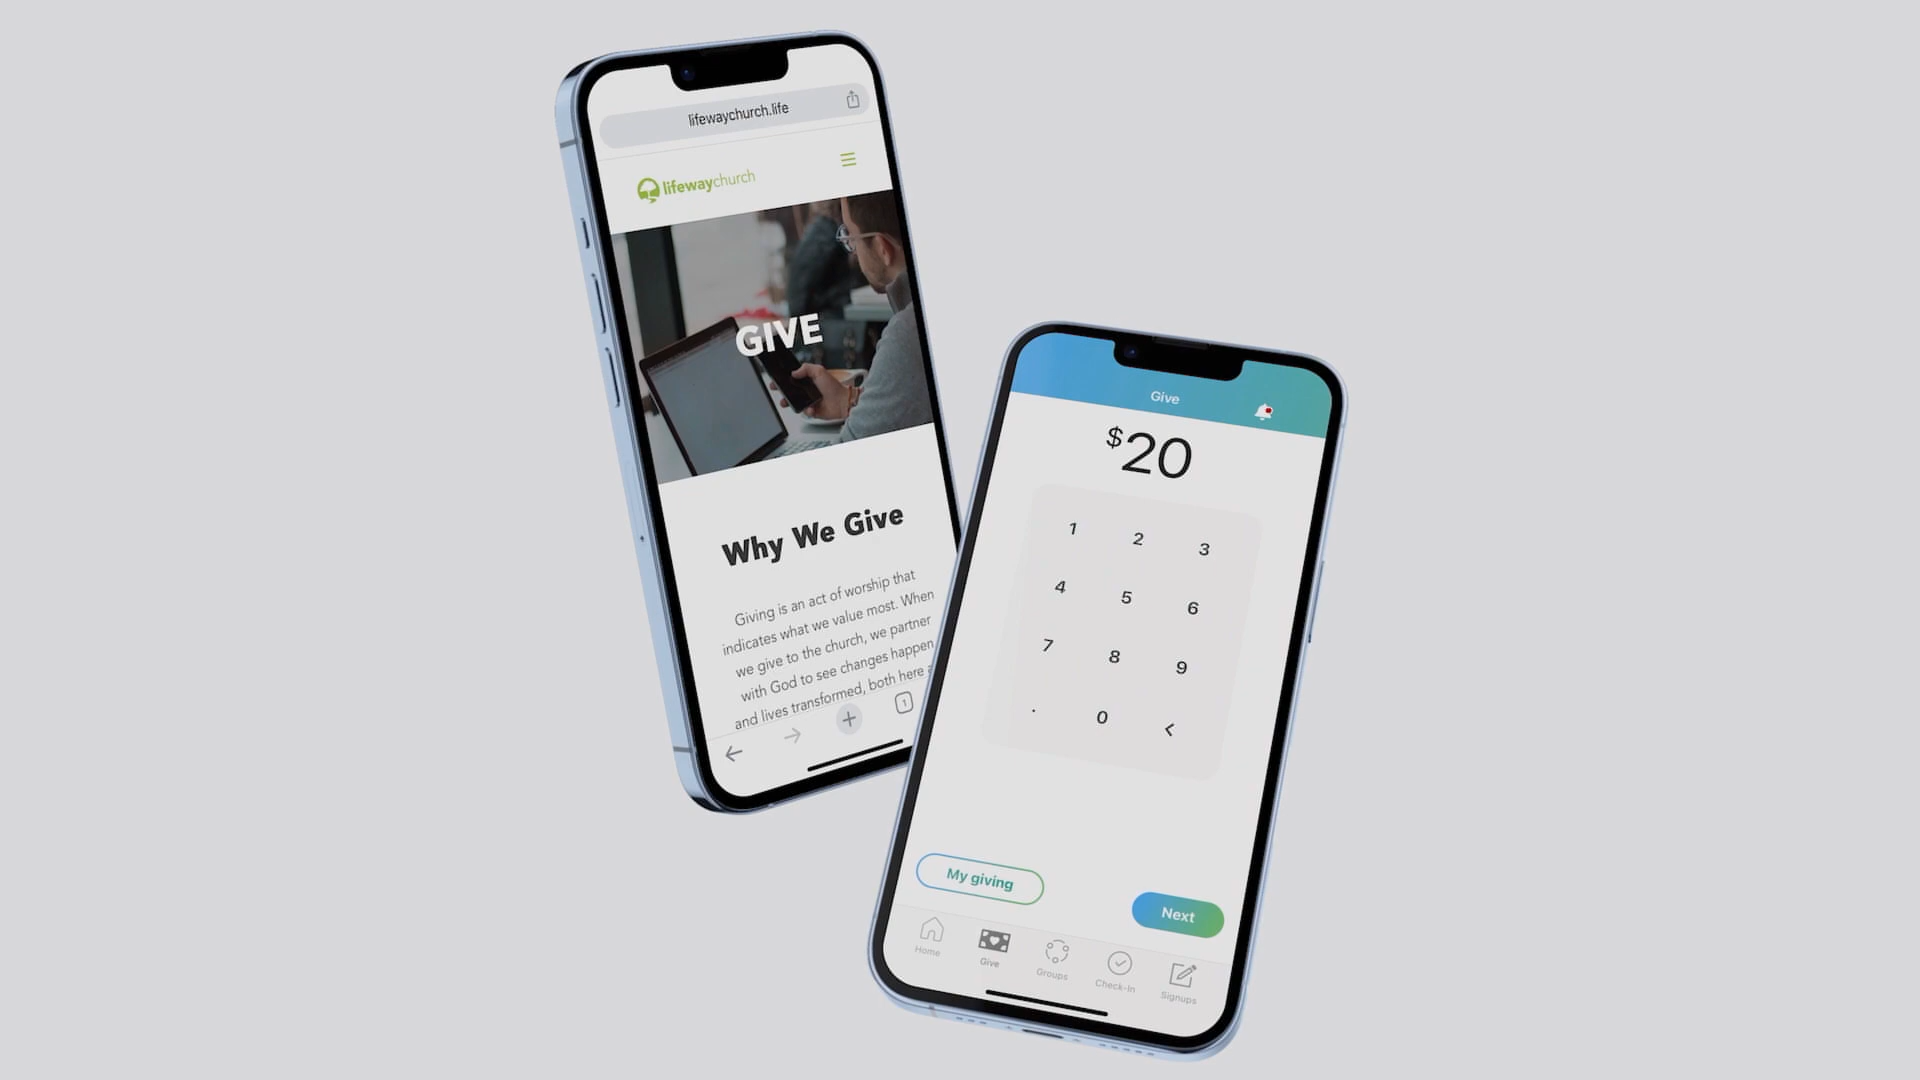 lifewaychurch.life
lifewaychurch
GIVE
Why We Give
Giving is an act of worship that
indicates what we value most. When
we give to the church, we partner
with God to see changes happen
and lives transformed, both here
1
Give
$20
1 2 3
4 5 6
7 8 9
. 0 <
My giving
Next
Home Give Groups Check-In Signups